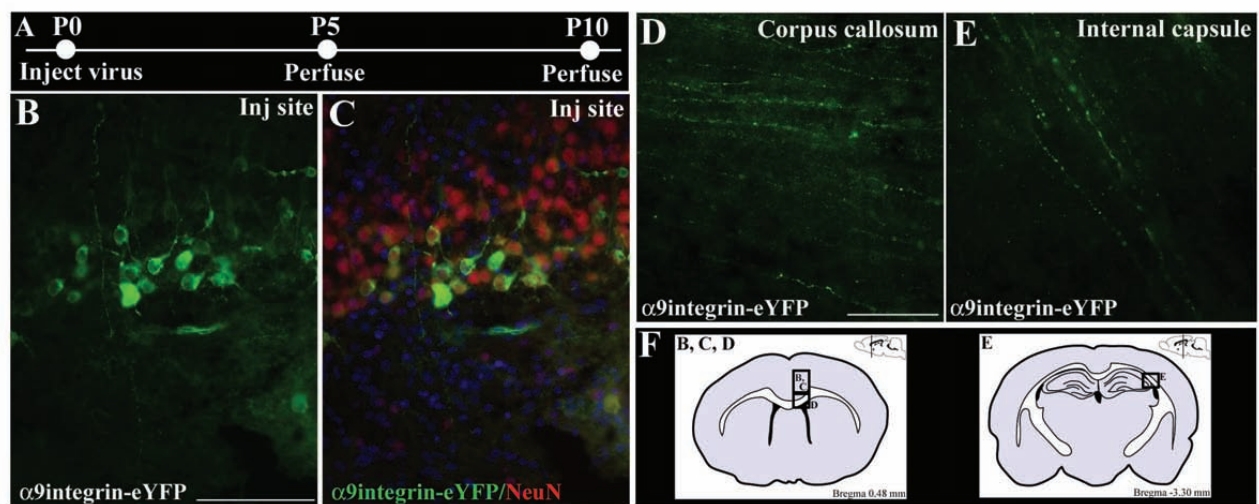 A P0 P5 P10
Inject virus Perfuse Perfuse
B Inj site
α9integrin-eYFP
C Inj site
α9integrin-eYFP/NeuN
D Corpus callosum
α9integrin-eYFP
E Internal capsule
α9integrin-eYFP
F B, C, D
B,
C
D
Bregma 0.48 mm
E
E
Bregma -3.30 mm